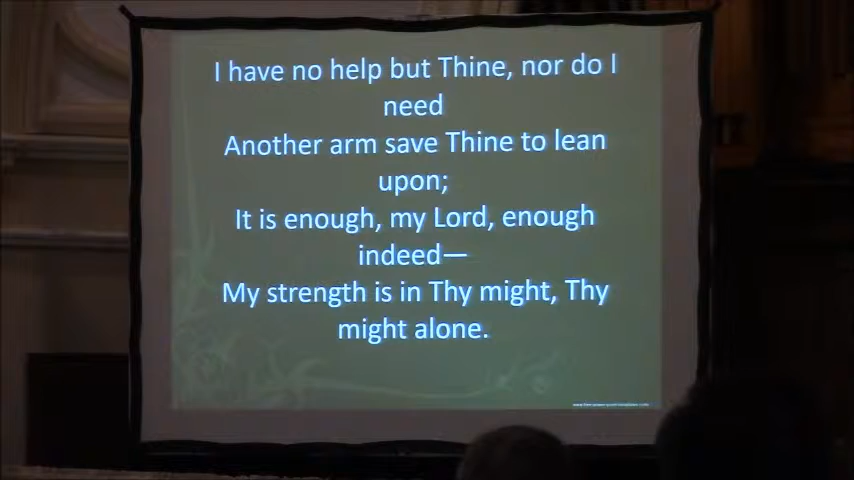 I have no help but Thine, nor do I
need
Another arm save Thine to lean
upon;
It is enough, my Lord, enough
indeed—
My strength is in Thy might, Thy
might alone.